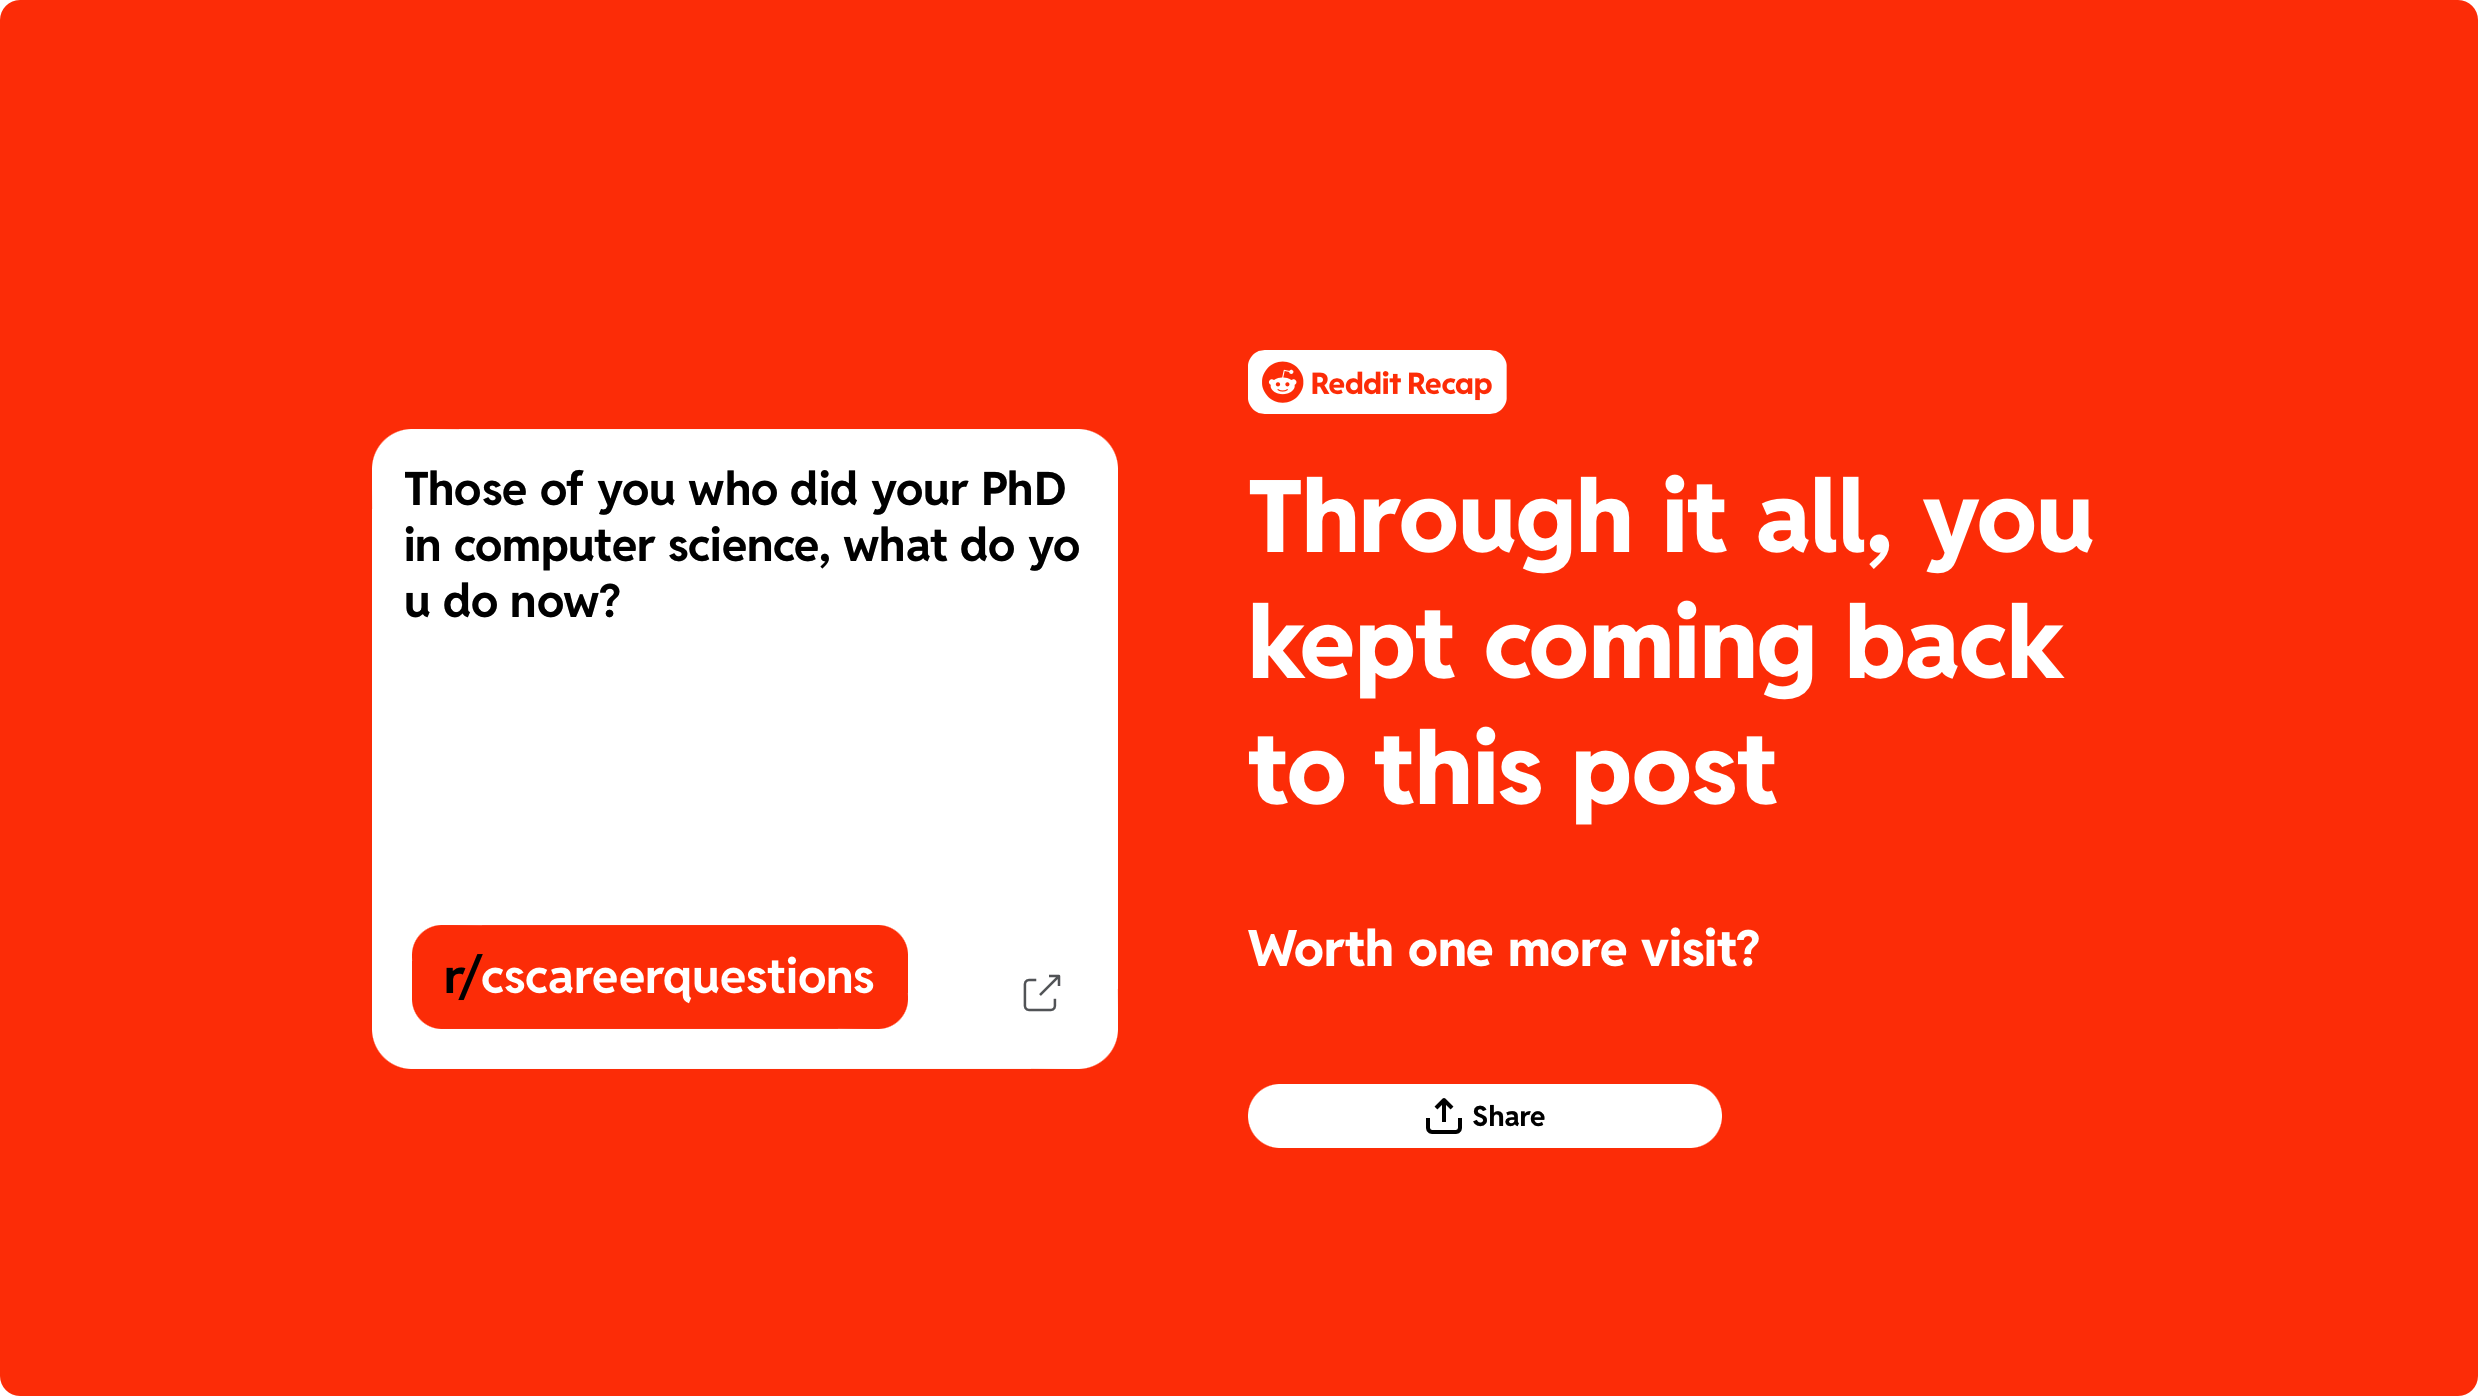 Those of you who did your PhD
in computer science, what do yo
u do now?
r/cscareerquestions
Reddit Recap
Through it all, you
kept coming back
to this post
Worth one more visit?
Share